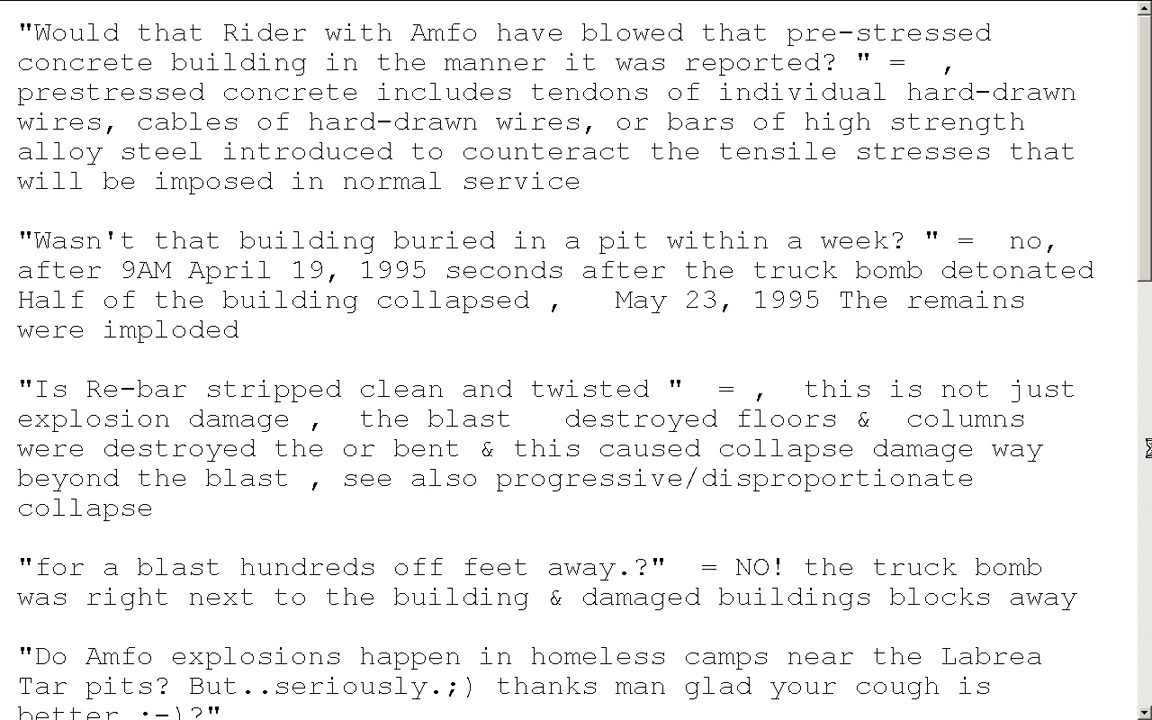 "Would that Rider with Amfo have blowed that pre-stressed
concrete building in the manner it was reported? " =  ,
prestressed concrete includes tendons of individual hard-drawn
wires, cables of hard-drawn wires, or bars of high strength
alloy steel introduced to counteract the tensile stresses that
will be imposed in normal service
"Wasn't that building buried in a pit within a week? " =  no,
after 9AM April 19, 1995 seconds after the truck bomb detonated
Half of the building collapsed ,   May 23, 1995 The remains
were imploded
"Is Re-bar stripped clean and twisted "  = ,  this is not just
explosion damage ,  the blast   destroyed floors &  columns
were destroyed the or bent & this caused collapse damage way
beyond the blast , see also progressive/disproportionate
collapse
"for a blast hundreds off feet away.?"  = NO! the truck bomb
was right next to the building & damaged buildings blocks away
"Do Amfo explosions happen in homeless camps near the Labrea
Tar pits? But..seriously.;) thanks man glad your cough is
better ;-)?"